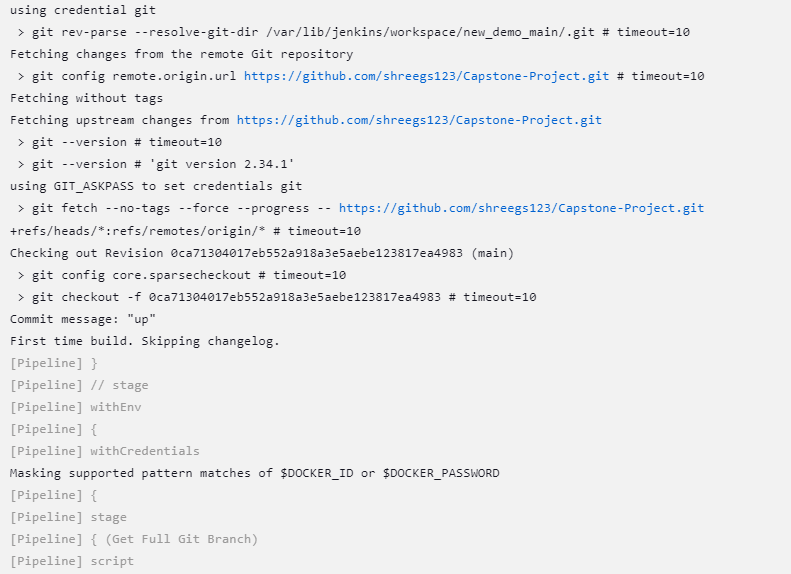 using credential git
 > git rev-parse --resolve-git-dir /var/lib/jenkins/workspace/new_demo_main/.git # timeout=10
Fetching changes from the remote Git repository
 > git config remote.origin.url https://github.com/shreegs123/Capstone-Project.git # timeout=10
Fetching without tags
Fetching upstream changes from https://github.com/shreegs123/Capstone-Project.git
 > git --version # timeout=10
 > git --version # 'git version 2.34.1'
using GIT_ASKPASS to set credentials git
 > git fetch --no-tags --force --progress -- https://github.com/shreegs123/Capstone-Project.git
+refs/heads/*:refs/remotes/origin/* # timeout=10
Checking out Revision 0ca71304017eb552a918a3e5aebe123817ea4983 (main)
 > git config core.sparsecheckout # timeout=10
 > git checkout -f 0ca71304017eb552a918a3e5aebe123817ea4983 # timeout=10
Commit message: "up"
First time build. Skipping changelog.
[Pipeline] }
[Pipeline] // stage
[Pipeline] withEnv
[Pipeline] {
[Pipeline] withCredentials
Masking supported pattern matches of $DOCKER_ID or $DOCKER_PASSWORD
[Pipeline] {
[Pipeline] stage
[Pipeline] { (Get Full Git Branch)
[Pipeline] script